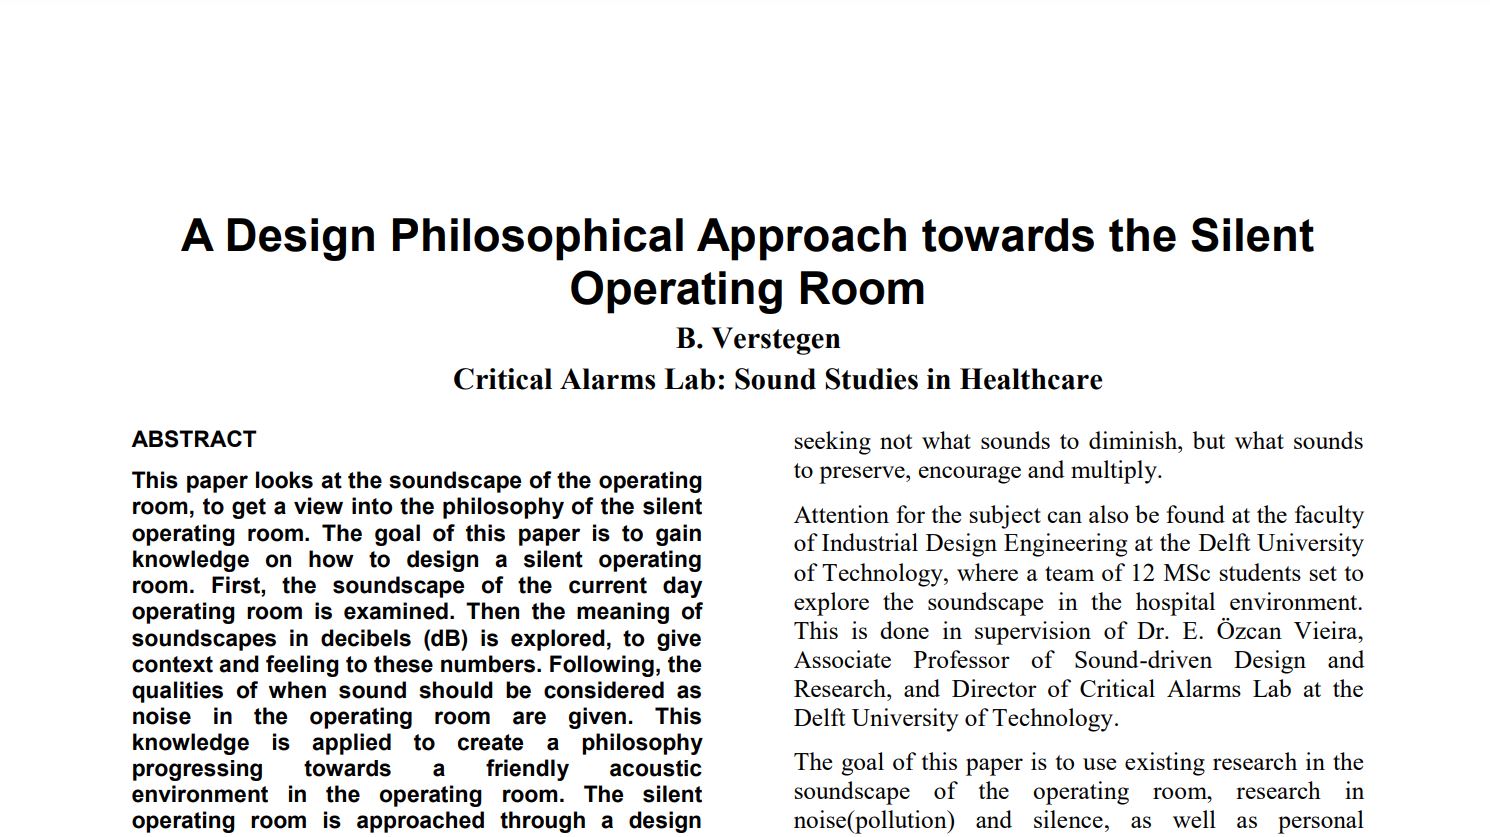 A Design Philosophical Approach towards the Silent
Operating Room
B. Verstegen
Critical Alarms Lab: Sound Studies in Healthcare
ABSTRACT
This paper looks at the soundscape of the operating
room, to get a view into the philosophy of the silent
operating room. The goal of this paper is to gain
knowledge on how to design a silent operating
room. First, the soundscape of the current day
operating room is examined. Then the meaning of
soundscapes in decibels (dB) is explored, to give
context and feeling to these numbers. Following, the
qualities of when sound should be considered as
noise in the operating room are given. This
knowledge is applied to create a philosophy
progressing towards a friendly acoustic
environment in the operating room. The silent
operating room is approached through a design
seeking not what sounds to diminish, but what sounds
to preserve, encourage and multiply.
Attention for the subject can also be found at the faculty
of Industrial Design Engineering at the Delft University
of Technology, where a team of 12 MSc students set to
explore the soundscape in the hospital environment.
This is done in supervision of Dr. E. Özcan Vieira,
Associate Professor of Sound-driven Design and
Research, and Director of Critical Alarms Lab at the
Delft University of Technology.
The goal of this paper is to use existing research in the
soundscape of the operating room, research in
noise(pollution) and silence, as well as personal